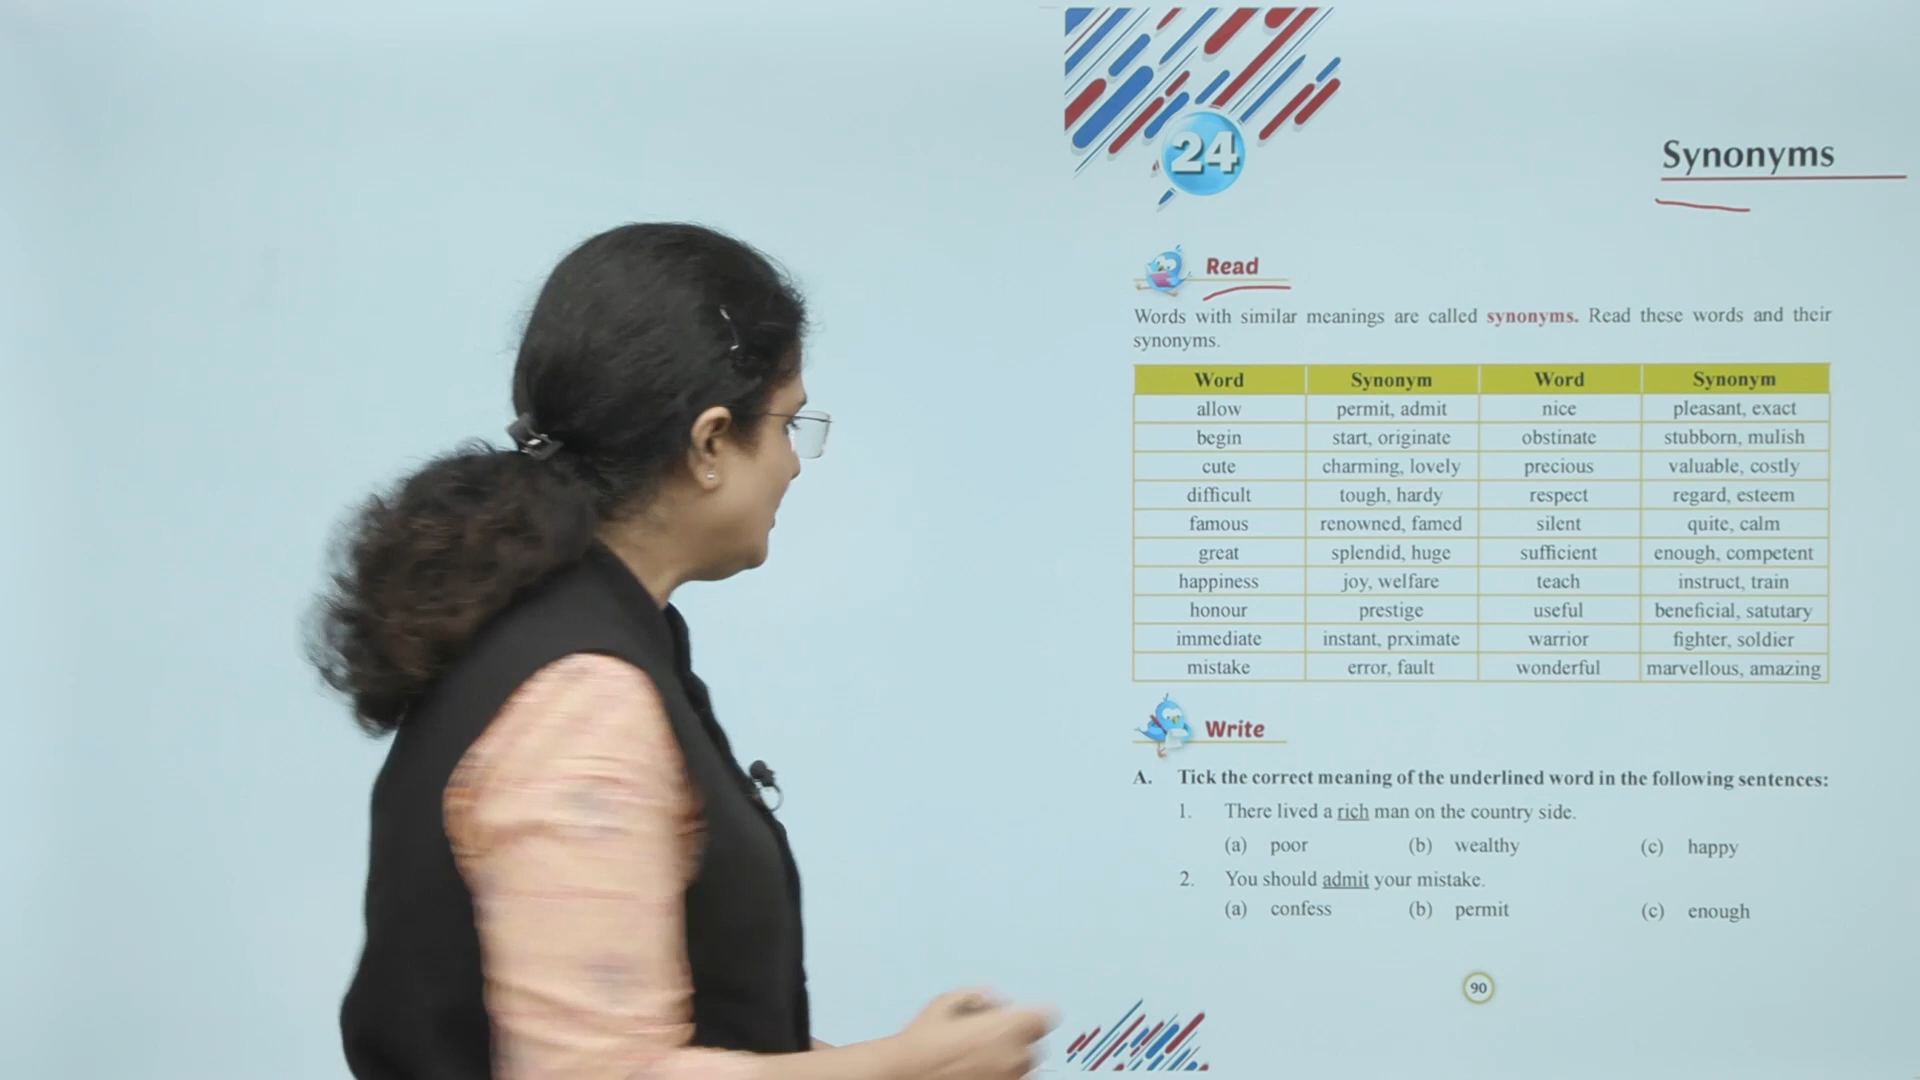 24
Synonyms
Read
Words with similar meanings are called synonyms. Read these words and their
synonyms.
Word Synonym Word Synonym
allow permit, admit nice pleasant, exact
begin start, originate obstinate stubborn, mulish
cute charming, lovely precious valuable, costly
difficult tough, hardy respect regard, esteem
famous renowned, famed silent quite, calm
great splendid, huge sufficient enough, competent
happiness joy, welfare teach instruct, train
honour prestige useful beneficial, satutary
immediate instant, prximate warrior fighter, soldier
mistake error, fault wonderful marvellous, amazing
Write
A. Tick the correct meaning of the underlined word in the following sentences:
1. There lived a rich man on the country side.
(a) poor (b) wealthy (c) happy
2. You should admit your mistake.
(a) confess (b) permit (c) enough
90